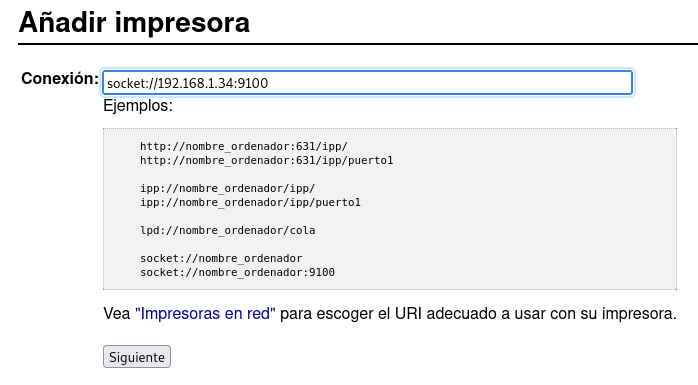 Añadir impresora
Conexión: socket://192.168.1.34:9100
Ejemplos:
http://nombre_ordenador:631/ipp/
http://nombre_ordenador:631/ipp/puerto1
ipp://nombre_ordenador/ipp/
ipp://nombre_ordenador/ipp/puerto1
lpd://nombre_ordenador/cola
socket://nombre_ordenador
socket://nombre_ordenador:9100
Vea "Impresoras en red" para escoger el URI adecuado a usar con su impresora.
Siguiente